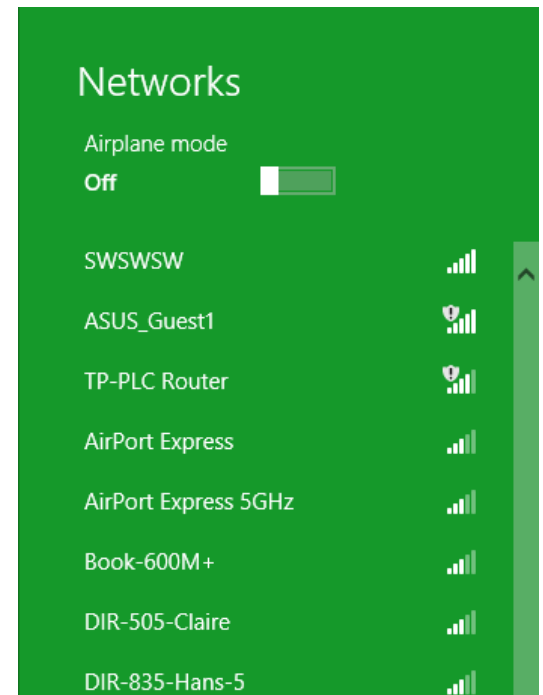 Networks
Airplane mode
Off
SWSWSW
ASUS_Guest1
TP-PLC Router
AirPort Express
AirPort Express 5GHz
Book-600M+
DIR-505-Claire
DIR-835-Hans-5